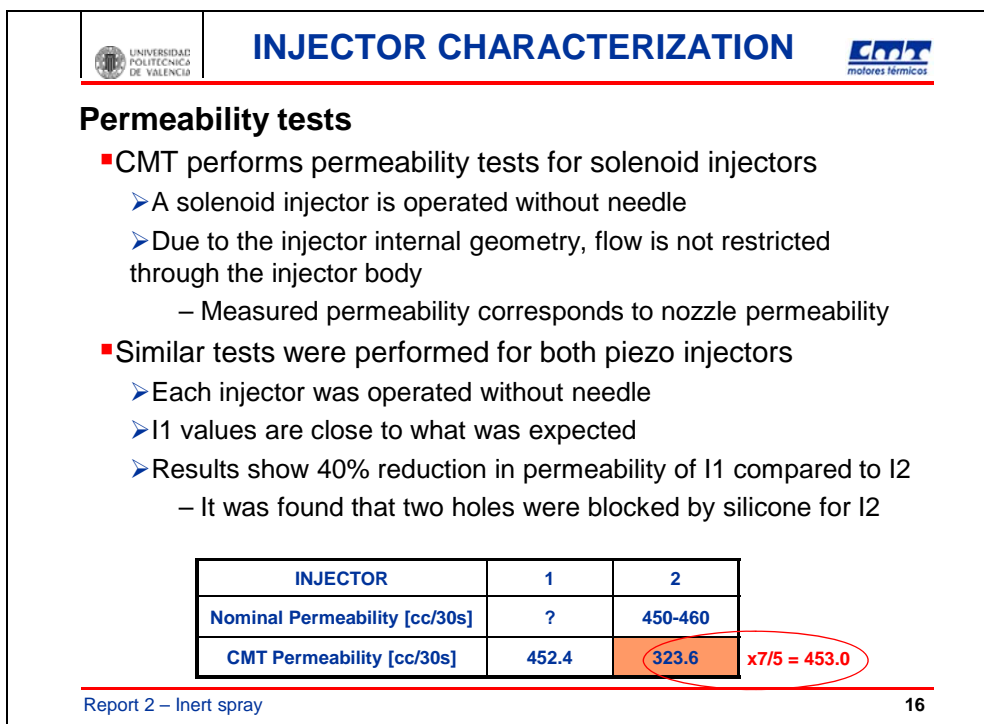 UNIVERSIDAD
POLITECNICA
DE VALENCIA
INJECTOR CHARACTERIZATION
CMT
motores térmicos
Permeability tests
▪CMT performs permeability tests for solenoid injectors
➢A solenoid injector is operated without needle
➢Due to the injector internal geometry, flow is not restricted
through the injector body
– Measured permeability corresponds to nozzle permeability
▪Similar tests were performed for both piezo injectors
➢Each injector was operated without needle
➢I1 values are close to what was expected
➢Results show 40% reduction in permeability of I1 compared to I2
– It was found that two holes were blocked by silicone for I2
INJECTOR 1 2
Nominal Permeability [cc/30s] ? 450-460
CMT Permeability [cc/30s] 452.4 323.6 x7/5 = 453.0
Report 2 – Inert spray 16